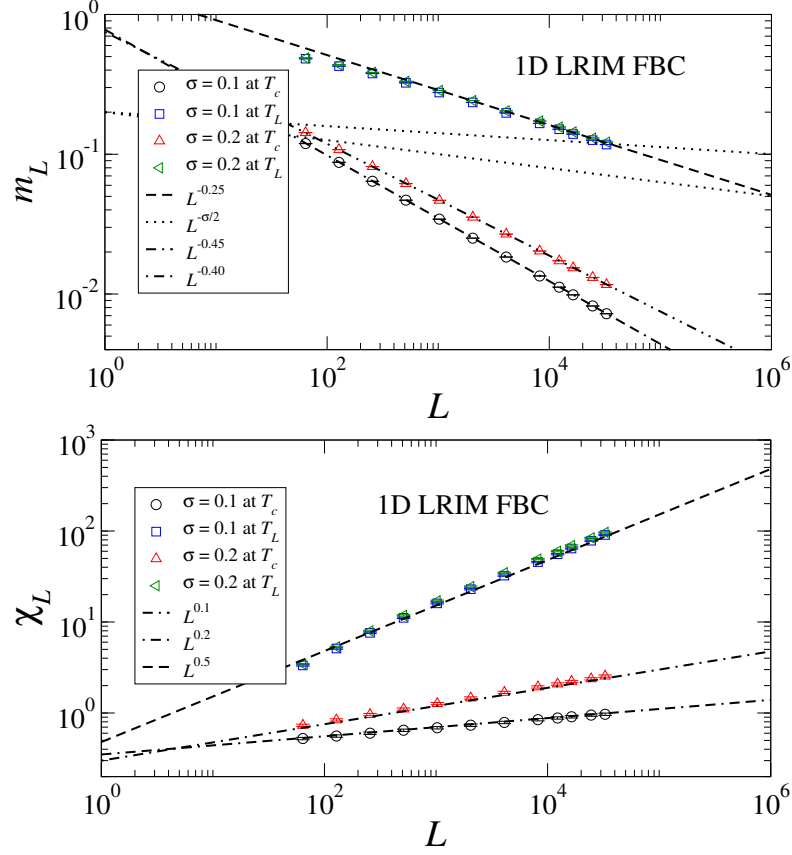 10^0
10^-1
10^-2
m_L
1D LRIM FBC
σ = 0.1 at T_c
σ = 0.1 at T_L
σ = 0.2 at T_c
σ = 0.2 at T_L
L^-0.25
L^-σ/2
L^-0.45
L^-0.40
10^0 10^2 10^4 10^6
L
10^3
10^2
10^1
10^0
χ_L
1D LRIM FBC
σ = 0.1 at T_c
σ = 0.1 at T_L
σ = 0.2 at T_c
σ = 0.2 at T_L
L^0.1
L^0.2
L^0.5
10^0 10^2 10^4 10^6
L